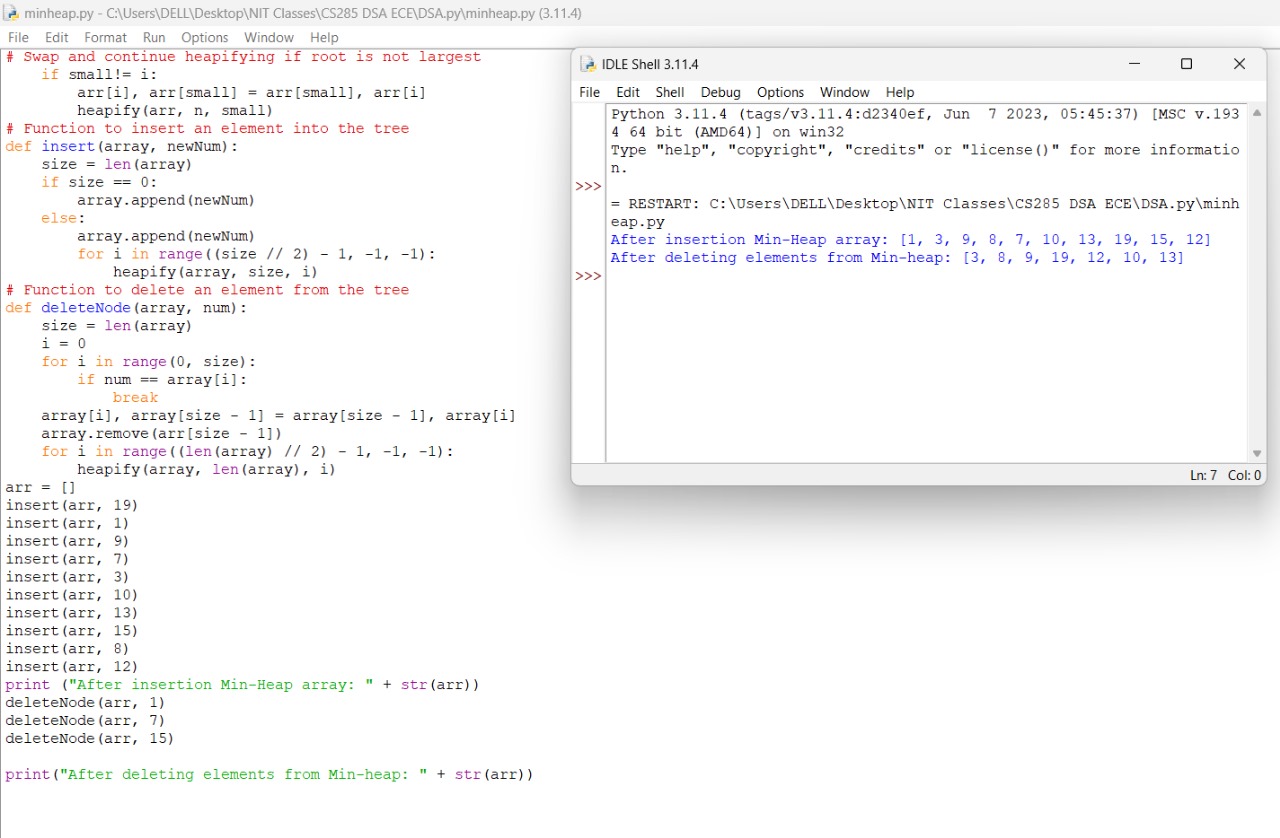 minheap.py - C:\Users\DELL\Desktop\NIT Classes\CS285 DSA ECE\DSA.py\minheap.py (3.11.4)
File Edit Format Run Options Window Help
# Swap and continue heapifying if root is not largest
    if small!= i:
        arr[i], arr[small] = arr[small], arr[i]
        heapify(arr, n, small)
# Function to insert an element into the tree
def insert(array, newNum):
    size = len(array)
    if size == 0:
        array.append(newNum)
    else:
        array.append(newNum)
        for i in range((size // 2) - 1, -1, -1):
            heapify(array, size, i)
# Function to delete an element from the tree
def deleteNode(array, num):
    size = len(array)
    i = 0
    for i in range(0, size):
        if num == array[i]:
            break
    array[i], array[size - 1] = array[size - 1], array[i]
    array.remove(arr[size - 1])
    for i in range((len(array) // 2) - 1, -1, -1):
        heapify(array, len(array), i)
arr = []
insert(arr, 19)
insert(arr, 1)
insert(arr, 9)
insert(arr, 7)
insert(arr, 3)
insert(arr, 10)
insert(arr, 13)
insert(arr, 15)
insert(arr, 8)
insert(arr, 12)
print ("After insertion Min-Heap array: " + str(arr))
deleteNode(arr, 1)
deleteNode(arr, 7)
deleteNode(arr, 15)
print("After deleting elements from Min-heap: " + str(arr))
IDLE Shell 3.11.4
File Edit Shell Debug Options Window Help
Python 3.11.4 (tags/v3.11.4:d2340ef, Jun  7 2023, 05:45:37) [MSC v.193
4 64 bit (AMD64)] on win32
Type "help", "copyright", "credits" or "license()" for more informatio
n.
>>>
= RESTART: C:\Users\DELL\Desktop\NIT Classes\CS285 DSA ECE\DSA.py\minh
eap.py
After insertion Min-Heap array: [1, 3, 9, 8, 7, 10, 13, 19, 15, 12]
After deleting elements from Min-heap: [3, 8, 9, 19, 12, 10, 13]
>>>
Ln: 7 Col: 0